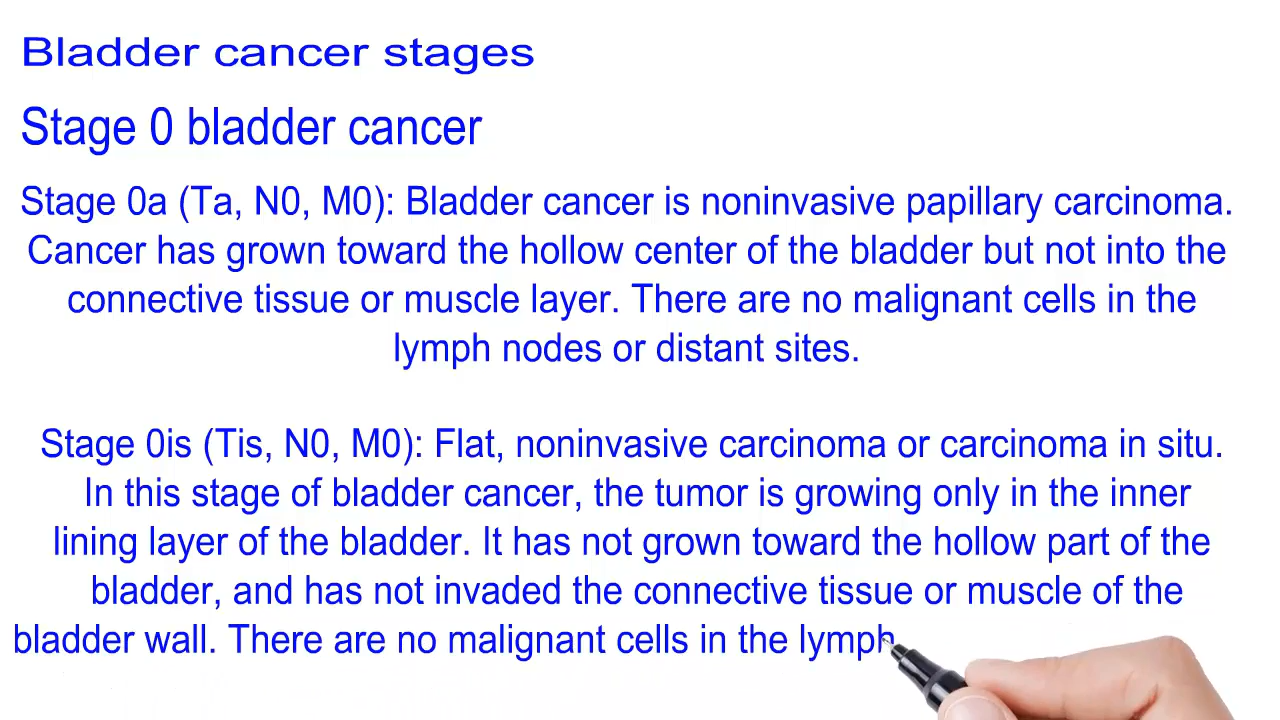 Bladder cancer stages
Stage 0 bladder cancer
Stage 0a (Ta, N0, M0): Bladder cancer is noninvasive papillary carcinoma.
Cancer has grown toward the hollow center of the bladder but not into the
connective tissue or muscle layer. There are no malignant cells in the
lymph nodes or distant sites.
Stage 0is (Tis, N0, M0): Flat, noninvasive carcinoma or carcinoma in situ.
In this stage of bladder cancer, the tumor is growing only in the inner
lining layer of the bladder. It has not grown toward the hollow part of the
bladder, and has not invaded the connective tissue or muscle of the
bladder wall. There are no malignant cells in the lymph